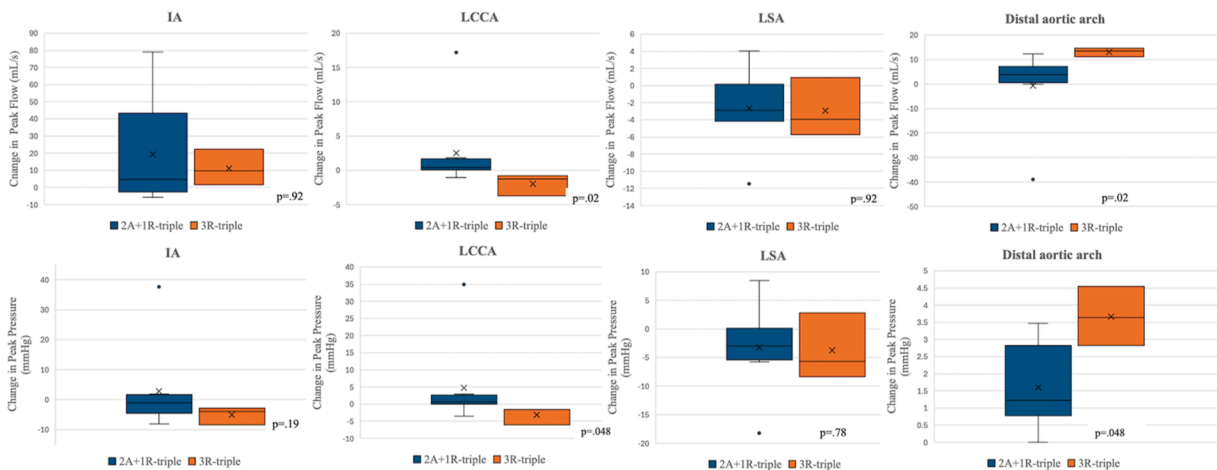 IA
Change in Peak Flow (mL/s)
90
80
70
60
50
40
30
20
10
0
-10
p=.92
2A+1R-triple 3R-triple
LCCA
Change in Peak Flow (mL/s)
20
15
10
5
0
-5
p=.02
2A+1R-triple 3R-triple
LSA
Change in Peak Flow (mL/s)
6
4
2
0
-2
-4
-6
-8
-10
-12
14
p=.92
2A+1R-triple 3R-triple
Distal aortic arch
Change in Peak Flow (mL/s)
20
10
0
-10
-20
-30
-40
-50
p=.02
2A+1R-triple 3R-triple
IA
Change in Peak Pressure
(mmHg)
40
30
20
10
0
-10
p=.19
2A+1R-triple 3R-triple
LCCA
Change in Peak Pressure
(mmHg)
40
35
30
25
20
15
10
5
0
-5
-10
p=.048
2A+1R-triple 3R-triple
LSA
Change in Peak Pressure
(mmHg)
10
5
0
-5
-10
-15
-20
p=.78
2A+1R-triple 3R-triple
Distal aortic arch
Change in Peak Pressure
(mmHg)
5
4.5
4
3.5
3
2.5
2
1.5
1
0.5
0
p=.048
2A+1R-triple 3R-triple